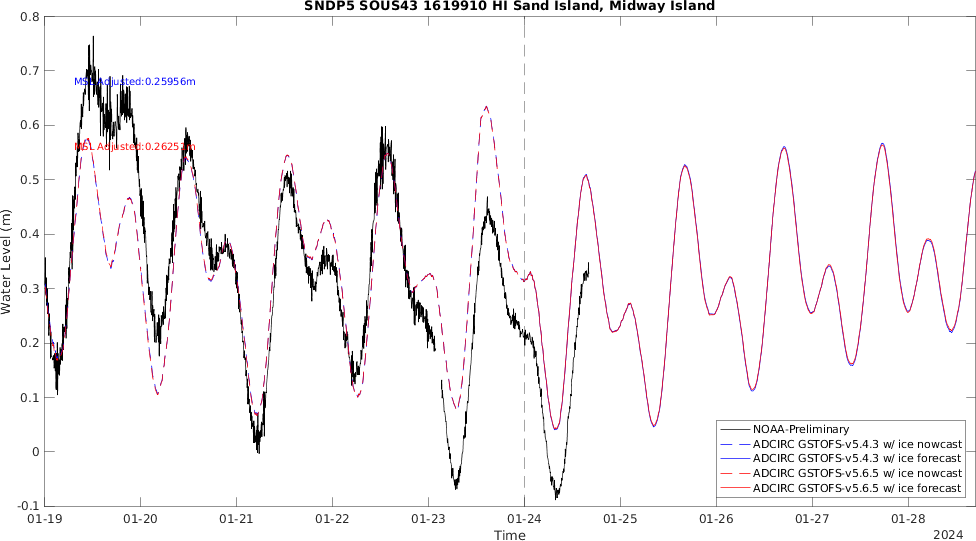 SNDP5 SOUS43 1619910 HI Sand Island, Midway Island
0.8
0.7
0.6
0.5
0.4
0.3
0.2
0.1
0
-0.1
Water Level (m)
MSL Adjusted:0.25956m
Adjusted:0.2625
NOAA-Preliminary
ADCIRC GSTOFS-v5.4.3 w/ ice nowcast
ADCIRC GSTOFS-v5.4.3 w/ ice forecast
ADCIRC GSTOFS-v5.6.5 w/ ice nowcast
ADCIRC GSTOFS-v5.6.5 w/ ice forecast
01-19 01-20 01-21 01-22 01-23 01-24 01-25 01-26 01-27 01-28
Time
2024